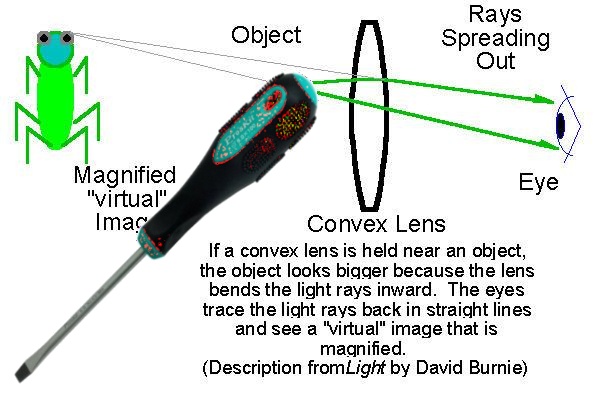 Object
Rays
Spreading
Out
Magnified
"virtual"
Imag
Eye
Convex Lens
If a convex lens is held near an object,
the object looks bigger because the lens
bends the light rays inward. The eyes
trace the light rays back in straight lines
and see a "virtual" image that is
magnified.
(Description from Light by David Burnie)